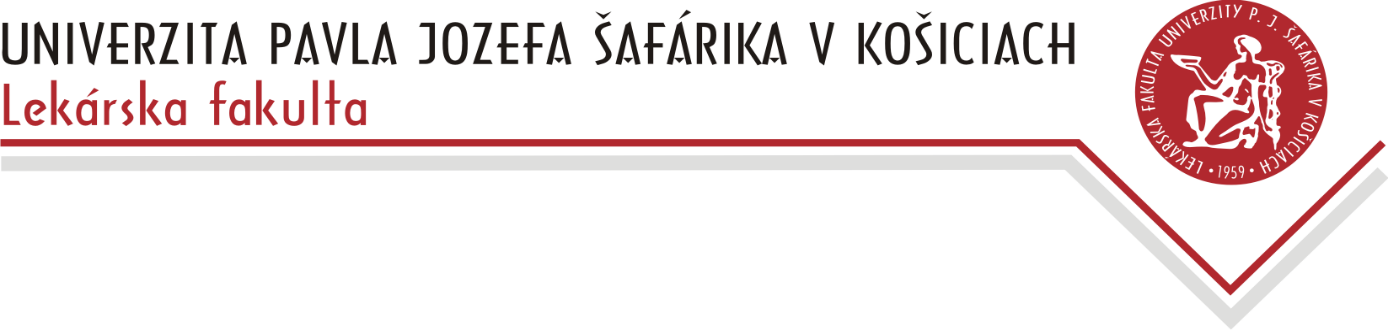 UNIVERZITA PAVLA JOZEFA ŠAFÁRIKA V KOŠICIACH
Lekárska fakulta
LEKÁRSKA FAKULTA UNIVERZITY P. J. ŠAFÁRIKA V KOŠICIACH
• 1959 •